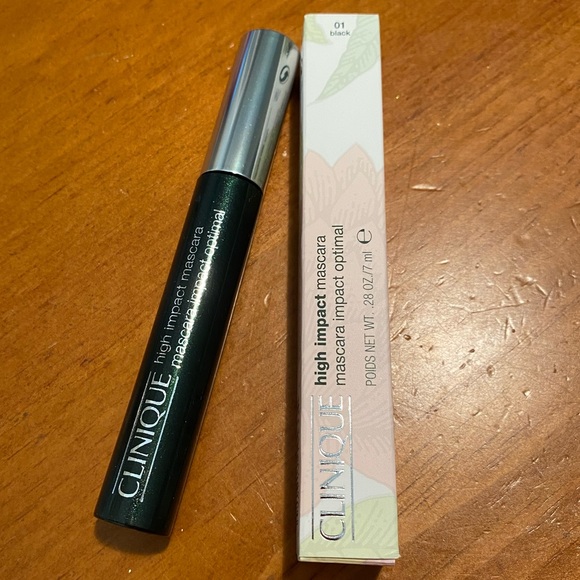 CLINIQUE
high impact mascara
mascara impact optimal
01
black
CLINIQUE
high impact mascara
mascara impact optimal
POIDS NET WT. .28 OZ/7 ml e